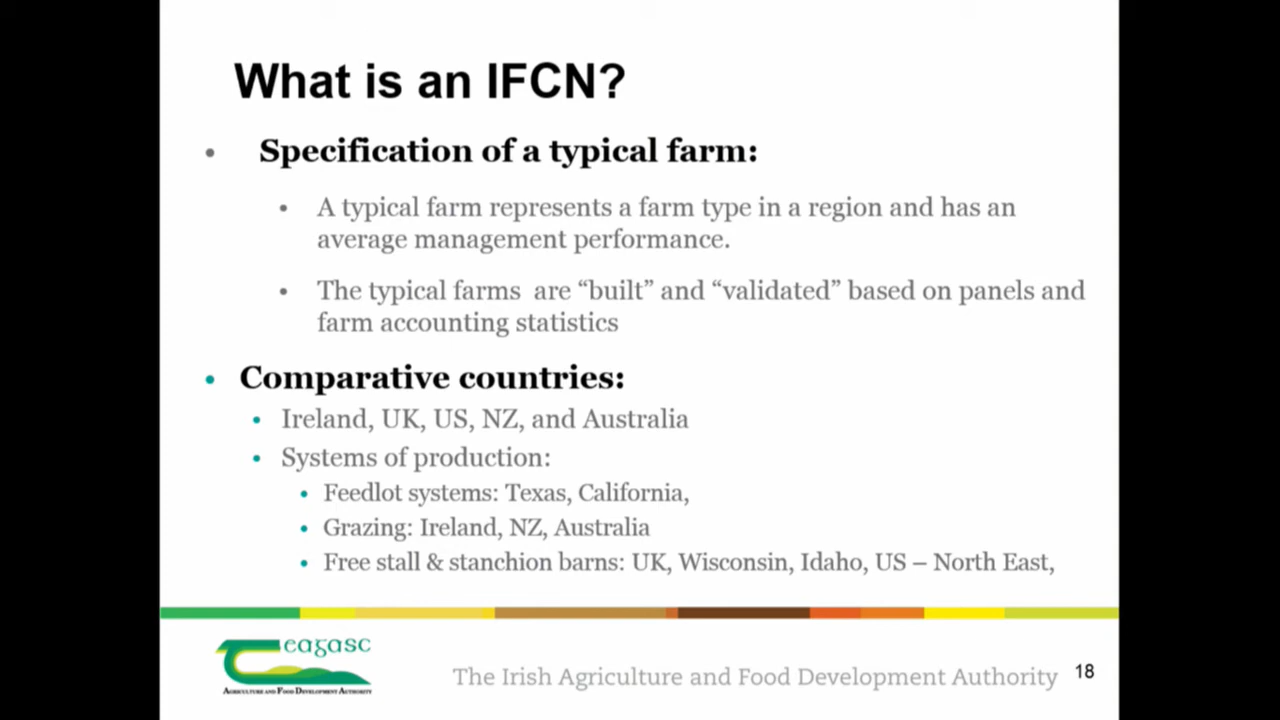 What is an IFCN?
• Specification of a typical farm:
• A typical farm represents a farm type in a region and has an
average management performance.
• The typical farms are “built” and “validated” based on panels and
farm accounting statistics
• Comparative countries:
• Ireland, UK, US, NZ, and Australia
• Systems of production:
• Feedlot systems: Texas, California,
• Grazing: Ireland, NZ, Australia
• Free stall & stanchion barns: UK, Wisconsin, Idaho, US – North East,
eagasc
Agriculture and Food Development Authority
The Irish Agriculture and Food Development Authority
18